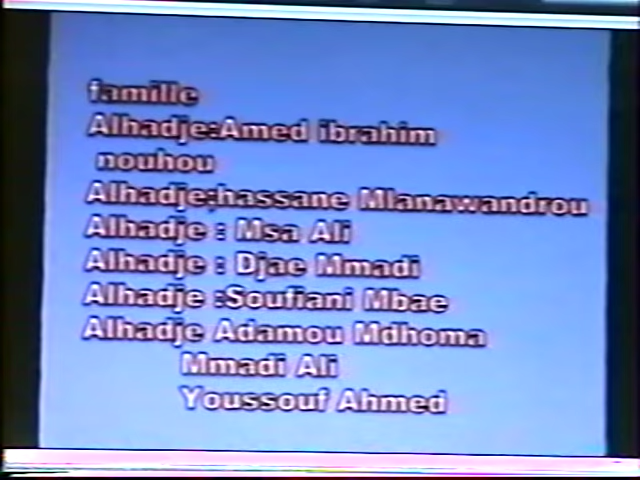 famille
Alhadje:Amed ibrahim
nouhou
Alhadje;hassane Mlanawandrou
Alhadje : Msa Ali
Alhadje : Djae Mmadi
Alhadje :Soufiani Mbae
Alhadje Adamou Mdhoma
Mmadi Ali
Youssouf Ahmed